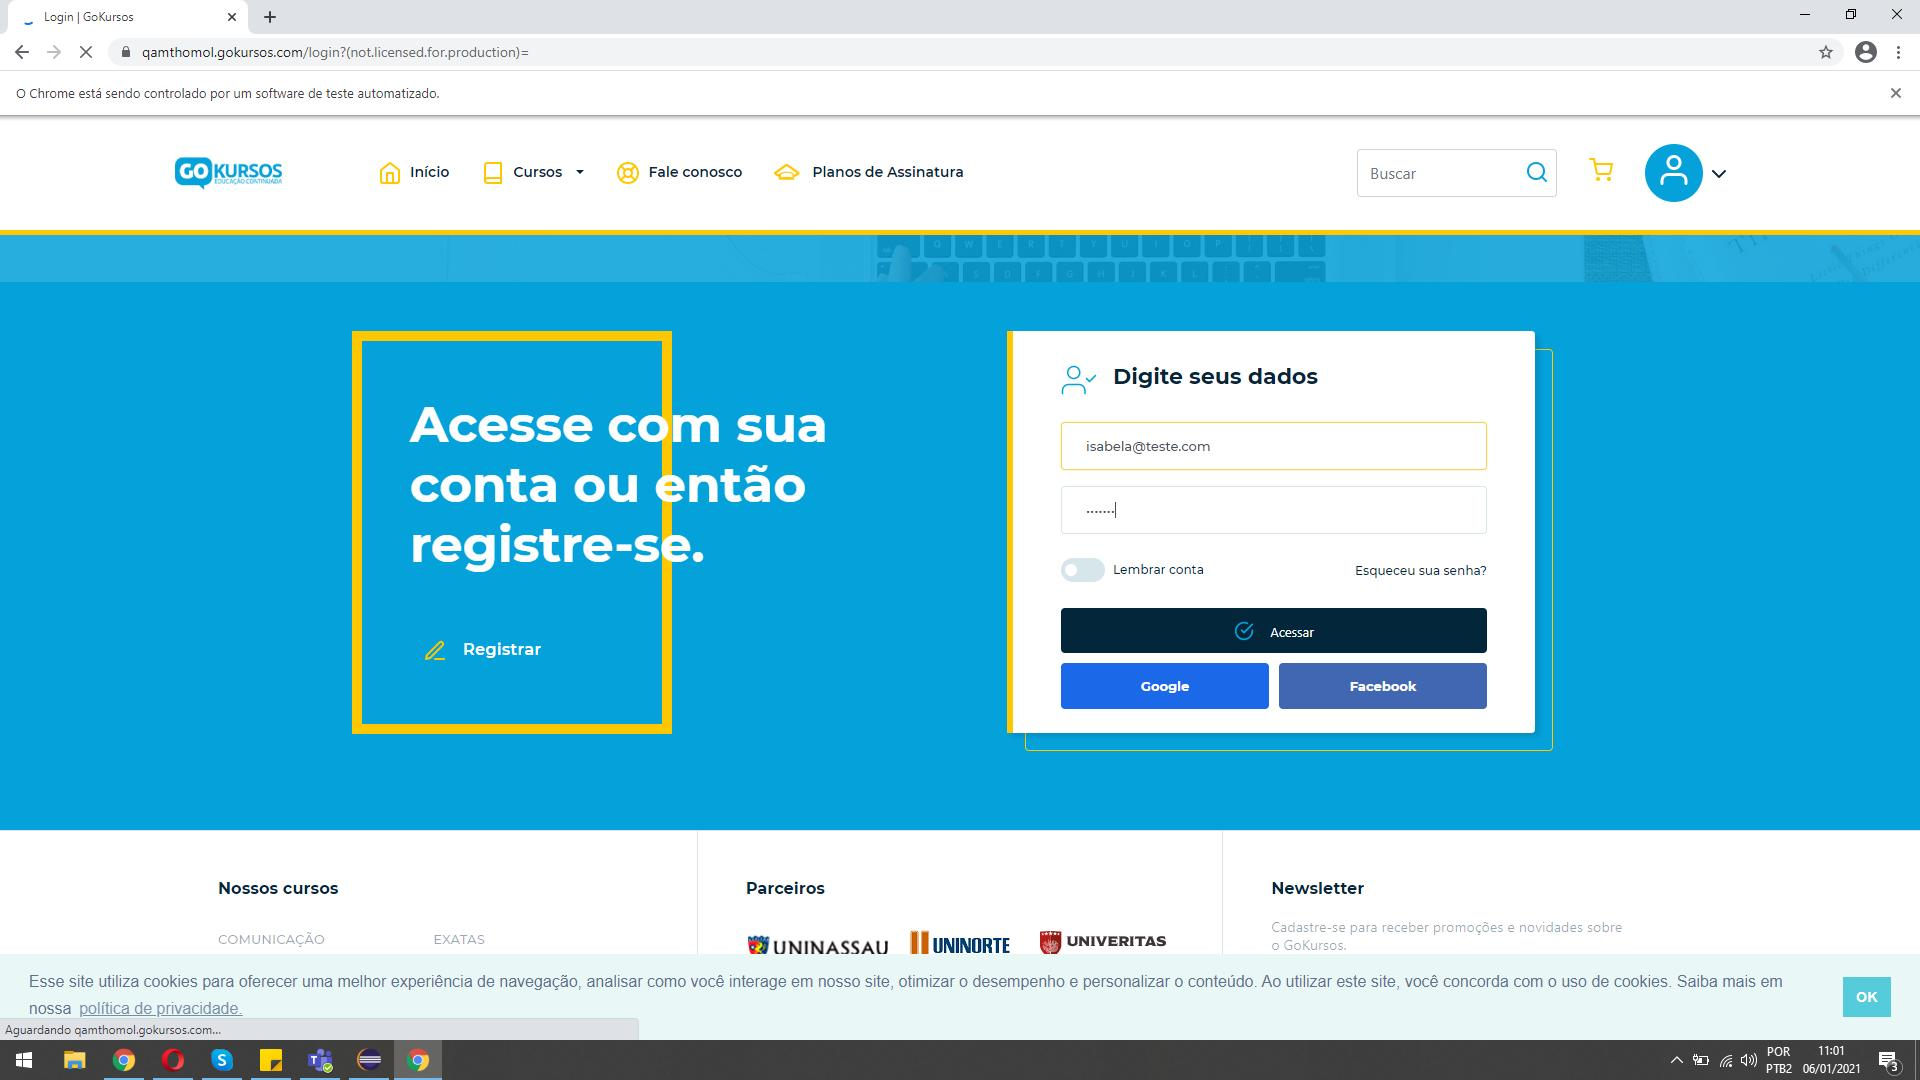 Login | GoKursos
qamthomol.gokursos.com/login?(not.licensed.for.production)=
O Chrome está sendo controlado por um software de teste automatizado.
GOKURSOS
EDUCAÇÃO CONTINUADA
Início
Cursos
Fale conosco
Planos de Assinatura
Buscar
Acesse com sua
conta ou então
registre-se.
Registrar
Digite seus dados
isabela@teste.com
Lembrar conta
Esqueceu sua senha?
Acessar
Google
Facebook
Nossos cursos
COMUNICAÇÃO
EXATAS
Parceiros
UNINASSAU
UNINORTE
UNIVERITAS
Newsletter
Cadastre-se para receber promoções e novidades sobre
o GoKursos.
Esse site utiliza cookies para oferecer uma melhor experiência de navegação, analisar como você interage em nosso site, otimizar o desempenho e personalizar o conteúdo. Ao utilizar este site, você concorda com o uso de cookies. Saiba mais em
nossa política de privacidade.
OK
Aguardando qamthomol.gokursos.com...
POR
PTB2
11:01
06/01/2021
3